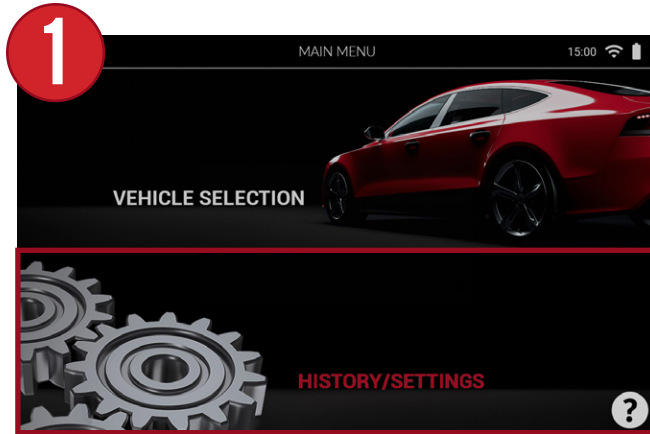 1
MAIN MENU
15:00
VEHICLE SELECTION
HISTORY/SETTINGS
?